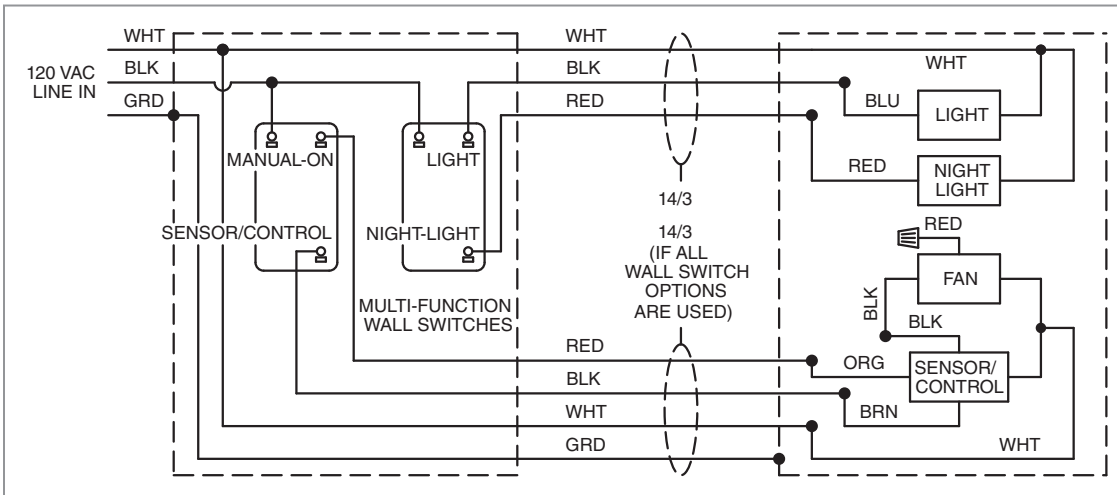 WHT
BLK
GRD
120 VAC
LINE IN
MANUAL-ON
SENSOR/CONTROL
LIGHT
NIGHT-LIGHT
MULTI-FUNCTION
WALL SWITCHES
WHT
BLK
RED
14/3
14/3
(IF ALL
WALL SWITCH
OPTIONS
ARE USED)
RED
BLK
WHT
GRD
WHT
BLU
LIGHT
RED
NIGHT
LIGHT
RED
FAN
BLK
BLK
ORG
SENSOR/
CONTROL
BRN
WHT